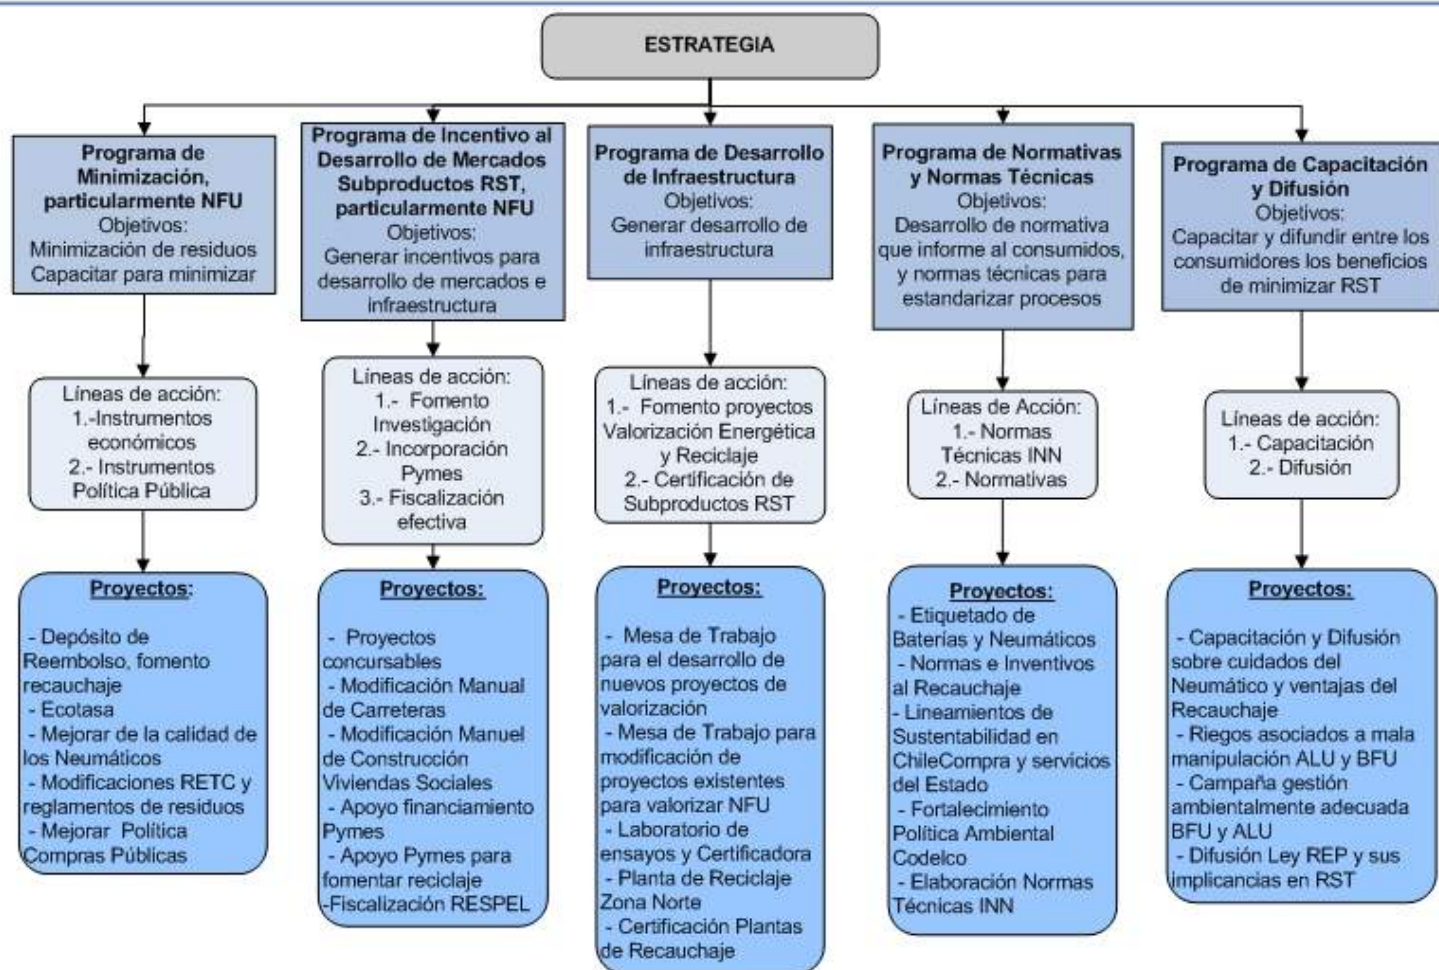 ESTRATEGIA
Programa de
Minimización,
particularmente NFU
Objetivos:
Minimización de residuos
Capacitar para minimizar
Programa de Incentivo al
Desarrollo de Mercados
Subproductos RST,
particularmente NFU
Objetivos:
Generar incentivos para
desarrollo de mercados e
infraestructura
Programa de Desarrollo
de Infraestructura
Objetivos:
Generar desarrollo de
infraestructura
Programa de Normativas
y Normas Técnicas
Objetivos:
Desarrollo de normativa
que informe al consumidos,
y normas técnicas para
estandarizar procesos
Programa de Capacitación
y Difusión
Objetivos:
Capacitar y difundir entre los
consumidores los beneficios
de minimizar RST
Líneas de acción:
1.-Instrumentos
económicos
2.- Instrumentos
Política Pública
Líneas de acción:
1.- Fomento
Investigación
2.- Incorporación
Pymes
3.- Fiscalización
efectiva
Líneas de acción:
1.- Fomento proyectos
Valorización Energética
y Reciclaje
2.- Certificación de
Subproductos RST
Líneas de Acción:
1.- Normas
Técnicas INN
2.- Normativas
Líneas de acción:
1.- Capacitación
2.- Difusión
Proyectos:
- Depósito de
Reembolso, fomento
recauchaje
- Ecotasa
- Mejorar de la calidad de
los Neumáticos
- Modificaciones RETC y
reglamentos de residuos
- Mejorar Política
Compras Públicas
Proyectos:
- Proyectos
concursables
- Modificación Manual
de Carreteras
- Modificación Manuel
de Construcción
Viviendas Sociales
- Apoyo financiamiento
Pymes
- Apoyo Pymes para
fomentar reciclaje
-Fiscalización RESPEL
Proyectos:
- Mesa de Trabajo
para el desarrollo de
nuevos proyectos de
valorización
- Mesa de Trabajo para
modificación de
proyectos existentes
para valorizar NFU
- Laboratorio de
ensayos y Certificadora
- Planta de Reciclaje
Zona Norte
- Certificación Plantas
de Recauchaje
Proyectos:
- Etiquetado de
Baterías y Neumáticos
- Normas e Inventivos
al Recauchaje
- Lineamientos de
Sustentabilidad en
ChileCompra y servicios
del Estado
- Fortalecimiento
Política Ambiental
Codelco
- Elaboración Normas
Técnicas INN
Proyectos:
- Capacitación y Difusión
sobre cuidados del
Neumático y ventajas del
Recauchaje
- Riegos asociados a mala
manipulación ALU y BFU
- Campaña gestión
ambientalmente adecuada
BFU y ALU
- Difusión Ley REP y sus
implicancias en RST